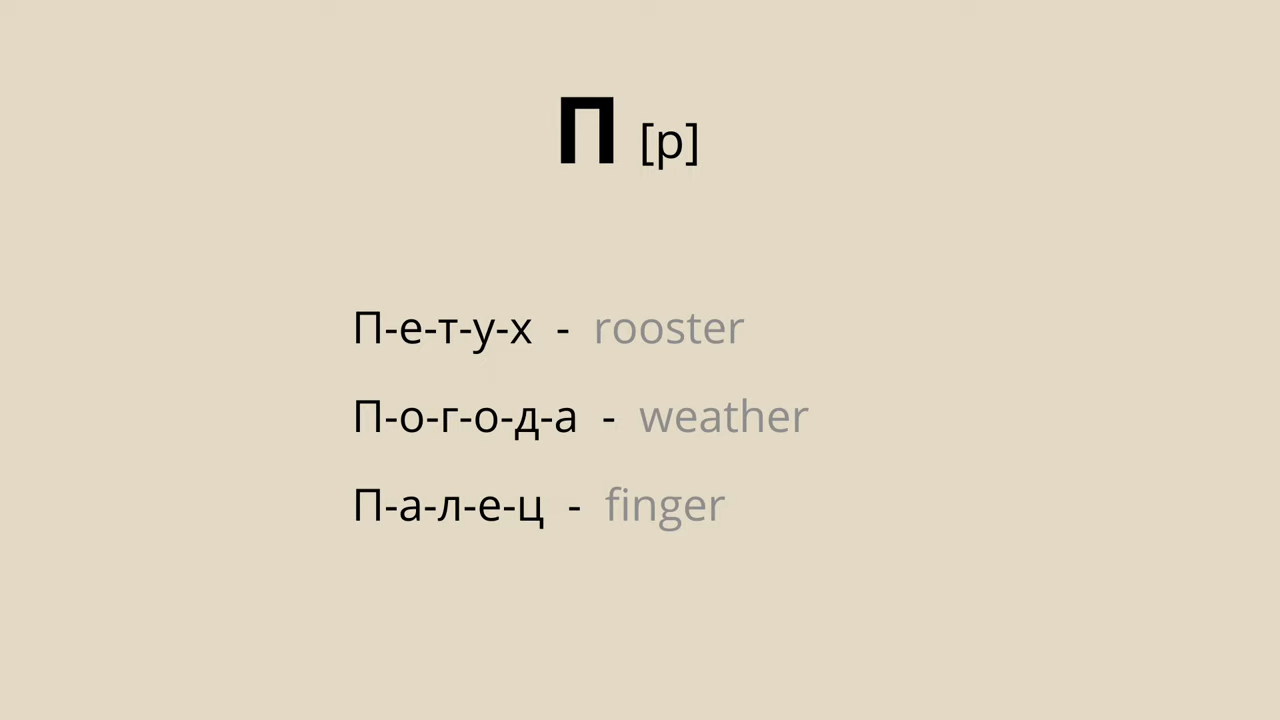 П [p]
П-е-т-у-х - rooster
П-о-г-о-д-а - weather
П-а-л-е-ц - finger